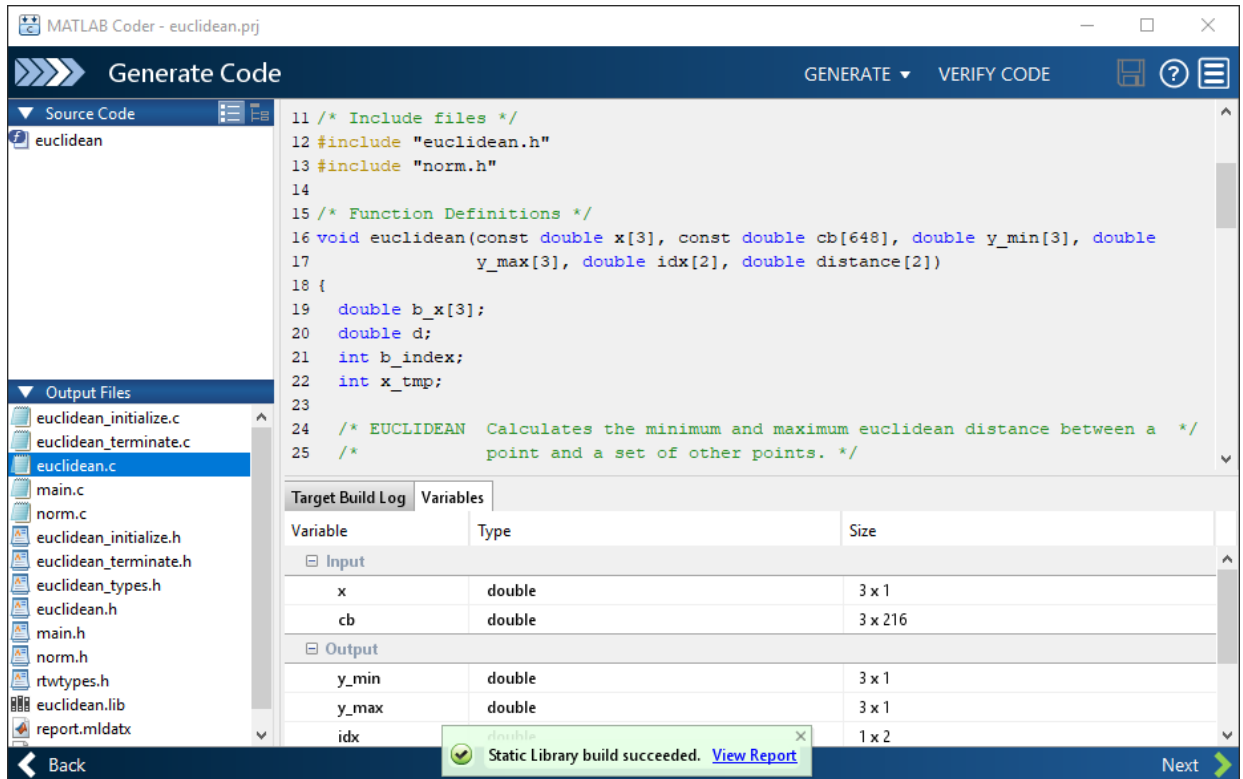 MATLAB Coder - euclidean.prj
Generate Code
GENERATE
VERIFY CODE
Source Code
euclidean
11 /* Include files */
12 #include "euclidean.h"
13 #include "norm.h"
14
15 /* Function Definitions */
16 void euclidean(const double x[3], const double cb[648], double y_min[3], double
17 y_max[3], double idx[2], double distance[2])
18 {
19 double b_x[3];
20 double d;
21 int b_index;
22 int x_tmp;
23
24 /* EUCLIDEAN Calculates the minimum and maximum euclidean distance between a */
25 /* point and a set of other points. */
Output Files
euclidean_initialize.c
euclidean_terminate.c
euclidean.c
main.c
norm.c
euclidean_initialize.h
euclidean_terminate.h
euclidean_types.h
euclidean.h
main.h
norm.h
rtwtypes.h
euclidean.lib
report.mldatx
Target Build Log Variables
Variable Type Size
Input
x double 3 x 1
cb double 3 x 216
Output
y_min double 3 x 1
y_max double 3 x 1
idx double 1 x 2
Static Library build succeeded. View Report
Back
Next